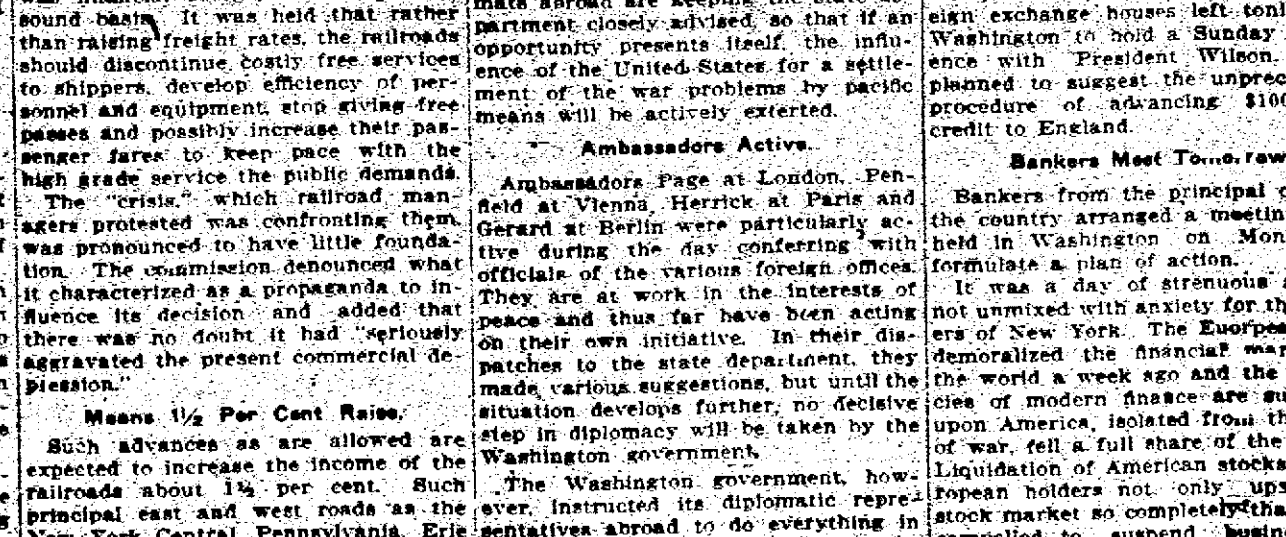 sound basis. It was held that rather
than raising freight rates, the railroads
should discontinue costly free services
to shippers, develop efficiency of per-
sonnel and equipment, stop giving free
passes and possibly increase their pas-
senger fares to keep pace with the
high grade service the public demands.
The "crisis," which railroad man-
agers protested was confronting them,
was pronounced to have little founda-
tion. The commission denounced what
it characterized as a propaganda to in-
fluence its decision and added that
there was no doubt it had "seriously
aggravated the present commercial de-
pression."
Means 1½ Per Cent Raise.
Such advances as are allowed are
expected to increase the income of the
railroads about 1½ per cent. Such
principal east and west roads as the
New York Central, Pennsylvania, Erie
partment closely advised, so that if an
opportunity presents itself, the influ-
ence of the United States for a settle-
ment of the war problems by pacific
means will be actively exterted.
Ambassadors Active.
Ambassadors Page at London, Pen-
field at Vienna, Herrick at Paris and
Gerard at Berlin were particularly ac-
tive during the day conferring with
officials of the various foreign offices.
They are at work in the interests of
peace and thus far have been acting
on their own initiative. In their dis-
patches to the state department, they
made various suggestions, but until the
situation develops further, no decisive
step in diplomacy will be taken by the
Washington government.
The Washington government, how-
ever, instructed its diplomatic repre-
sentatives abroad to do everything in
eign exchange houses left
Washington to hold a Sunday
ence with President Wilson.
planned to suggest the
procedure of advancing $100
credit to England.
Bankers Meet
Bankers from the principal
the country arranged a
held in Washington on
formulate a plan of action.
It was a day of strenuous
not unmixed with anxiety for
ers of New York. The
demoralized the financial
the world a week ago and the
cies of modern finance are
upon America, isolated from
of war, fell a full share of the
Liquidation of American stocks
ropean holders not only
stock market so completely
suspend